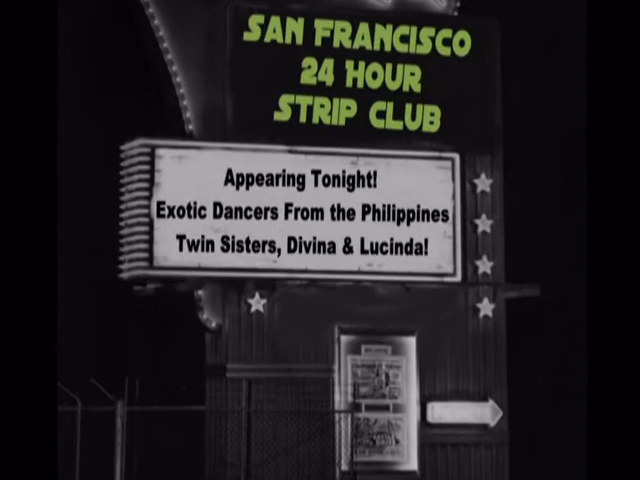 SAN FRANCISCO
24 HOUR
STRIP CLUB
Appearing Tonight!
Exotic Dancers From the Philippines
Twin Sisters, Divina & Lucinda!